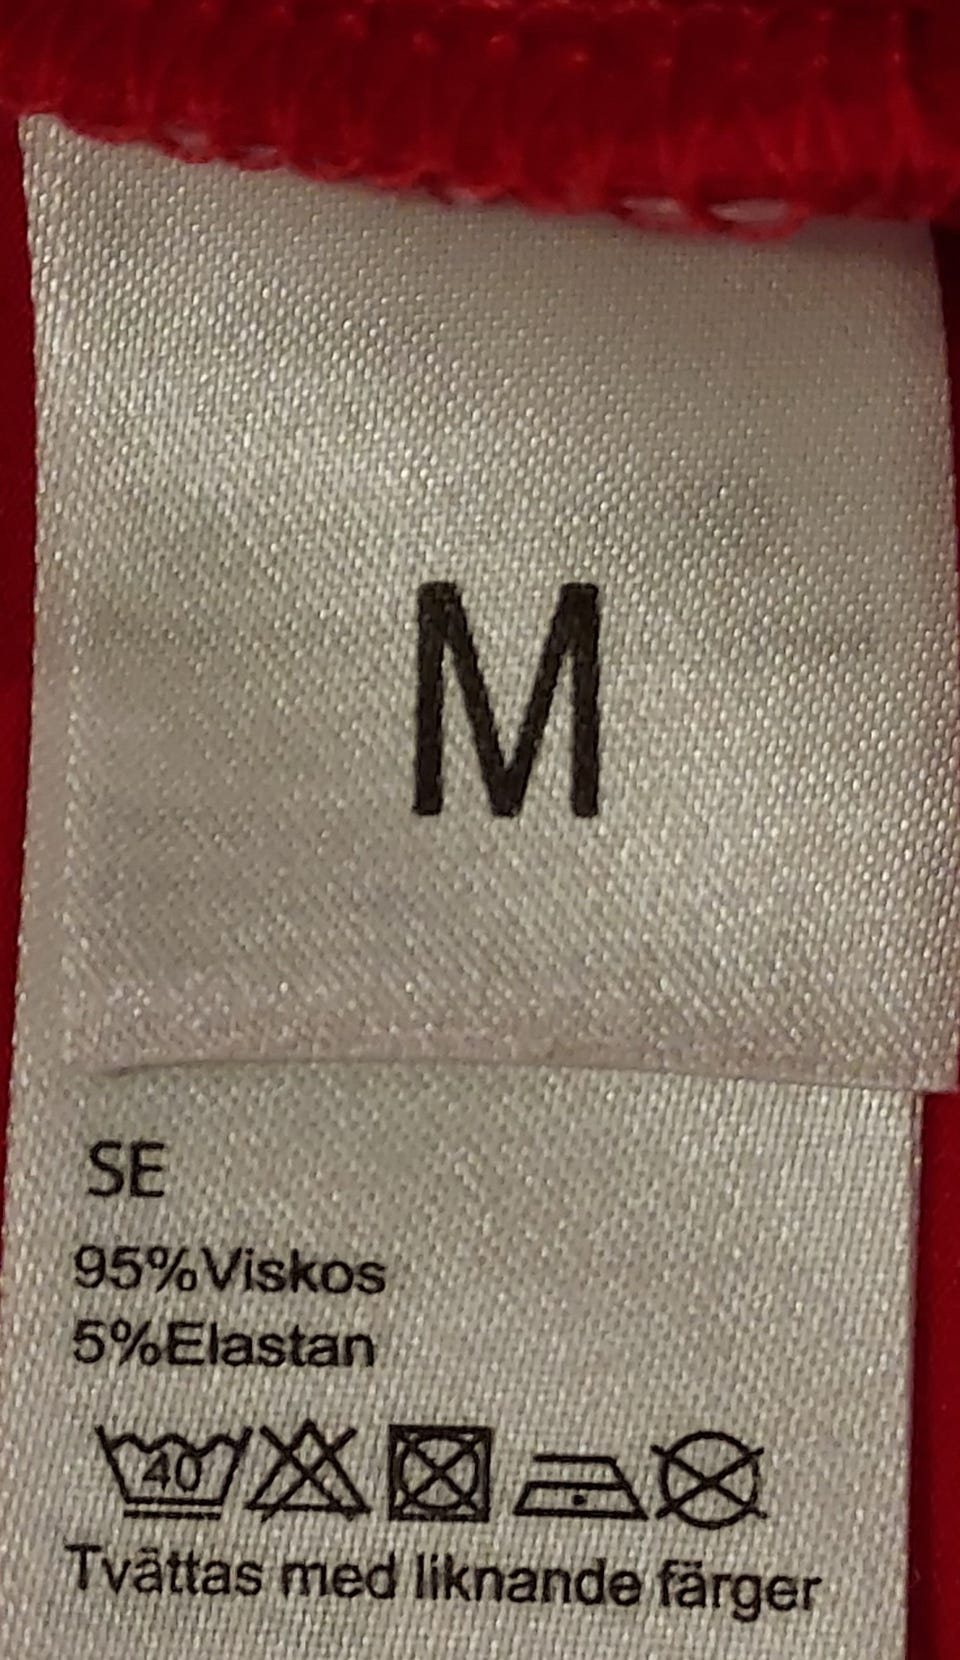 M
SE
95%Viskos
5%Elastan
40
Tvättas med liknande färger